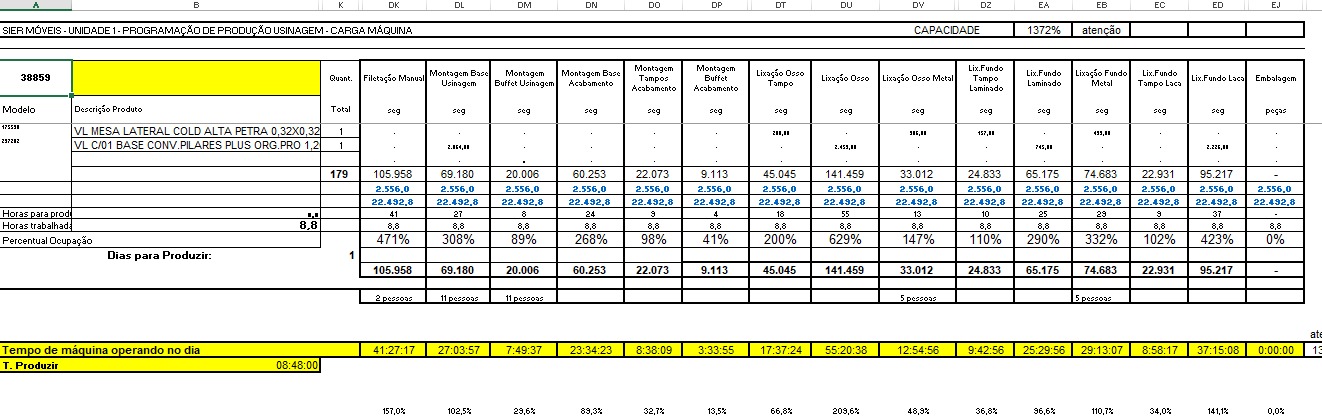 A B K DK DL DM DN DO DP DT DU DV DZ EA EB EC ED EJ
SIER MÓVEIS - UNIDADE 1- PROGRAMAÇÃO DE PRODUÇÃO USINAGEM - CARGA MÁQUINA CAPACIDADE 1372% atenção
38859 Quant. Filetação Manual Montagem Base Usinagem Montagem Buffet Usinagem Montagem Base Acabamento Montagem Tampos Acabamento Montagem Buffet Acabamento Lixação Osso Tampo Lixação Osso Lixação Osso Metal Lix.Fundo Tampo Laminado Lix.Fundo Laminado Lixação Fundo Metal Lix.Fundo Tampo Laca Lix.Fundo Laca Embalagem
Modelo Descrição Produto Total seg seg seg seg seg seg seg seg seg seg seg seg seg seg peças
VL MESA LATERAL COLD ALTA PETRA 0,32X0,32 1
VL C/01 BASE CONV.PILARES PLUS ORG.PRO 1,2 1 2.064,00 2.459,00 745,00 2.226,00
179 105.958 69.180 20.006 60.253 22.073 9.113 45.045 141.459 33.012 24.833 65.175 74.683 22.931 95.217 -
2.556,0 2.556,0 2.556,0 2.556,0 2.556,0 2.556,0 2.556,0 2.556,0 2.556,0 2.556,0 2.556,0 2.556,0 2.556,0 2.556,0 2.556,0
22.492,8 22.492,8 22.492,8 22.492,8 22.492,8 22.492,8 22.492,8 22.492,8 22.492,8 22.492,8 22.492,8 22.492,8 22.492,8 22.492,8 22.492,8
Horas para prod 41 27 8 24 9 4 18 55 13 10 25 29 9 37 -
Horas trabalhada 8,8 8,8 8,8 8,8 8,8 8,8 8,8 8,8 8,8 8,8 8,8 8,8 8,8 8,8 8,8 8,8
Percentual Ocupação 471% 308% 89% 268% 98% 41% 200% 629% 147% 110% 290% 332% 102% 423% 0%
Dias para Produzir: 1
105.958 69.180 20.006 60.253 22.073 9.113 45.045 141.459 33.012 24.833 65.175 74.683 22.931 95.217 -
2 pessoas 11 pessoas 11 pessoas 5 pessoas 5 pessoas
Tempo de máquina operando no dia 41:27:17 27:03:57 7:49:37 23:34:23 8:38:09 3:33:55 17:37:24 55:20:38 12:54:56 9:42:56 25:29:56 29:13:07 8:58:17 37:15:08 0:00:00
T. Produzir 08:48:00
157,0% 102,5% 29,6% 89,3% 32,7% 13,5% 66,8% 209,6% 48,9% 36,8% 96,6% 110,7% 34,0% 141,1% 0,0%